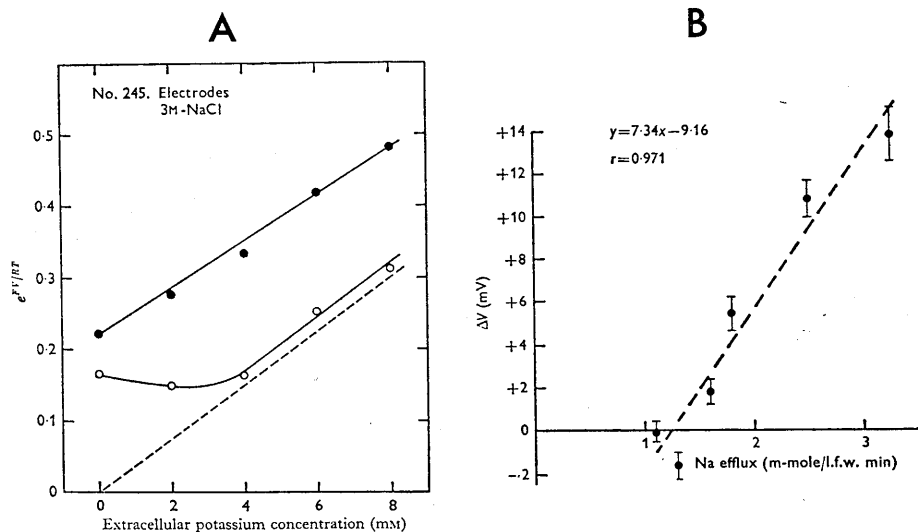 A
B
No. 245. Electrodes
3M-NaCl
0·5
0·4
0·3
0·2
0·1
0
e^FV/RT
0 2 4 6 8
Extracellular potassium concentration (mM)
y=7·34x−9·16
r=0·971
+14
+12
+10
+8
+6
+4
+2
0
−2
ΔV (mV)
1 2 3
Na efflux (m-mole/l.f.w. min)